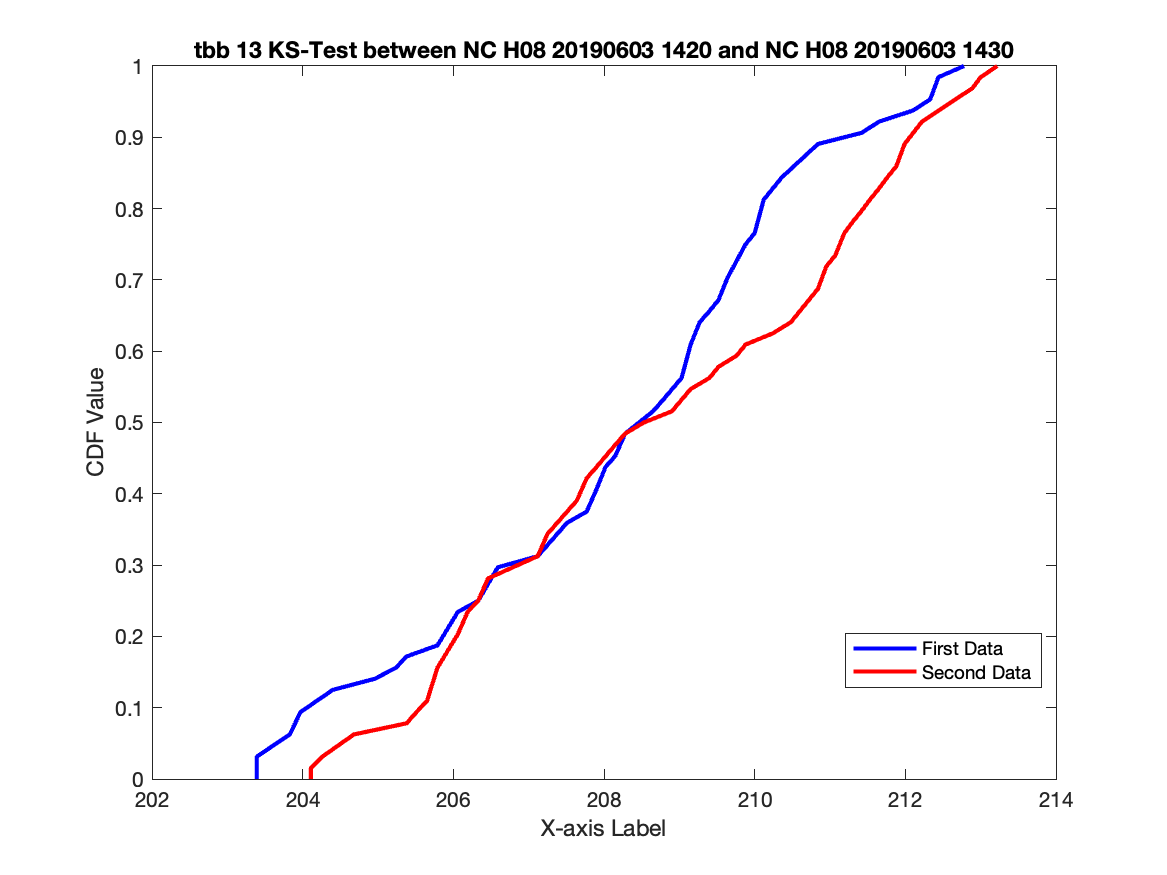 tbb 13 KS-Test between NC H08 20190603 1420 and NC H08 20190603 1430
1
0.9
0.8
0.7
0.6
0.5
0.4
0.3
0.2
0.1
0
CDF Value
First Data
Second Data
202 204 206 208 210 212 214
X-axis Label